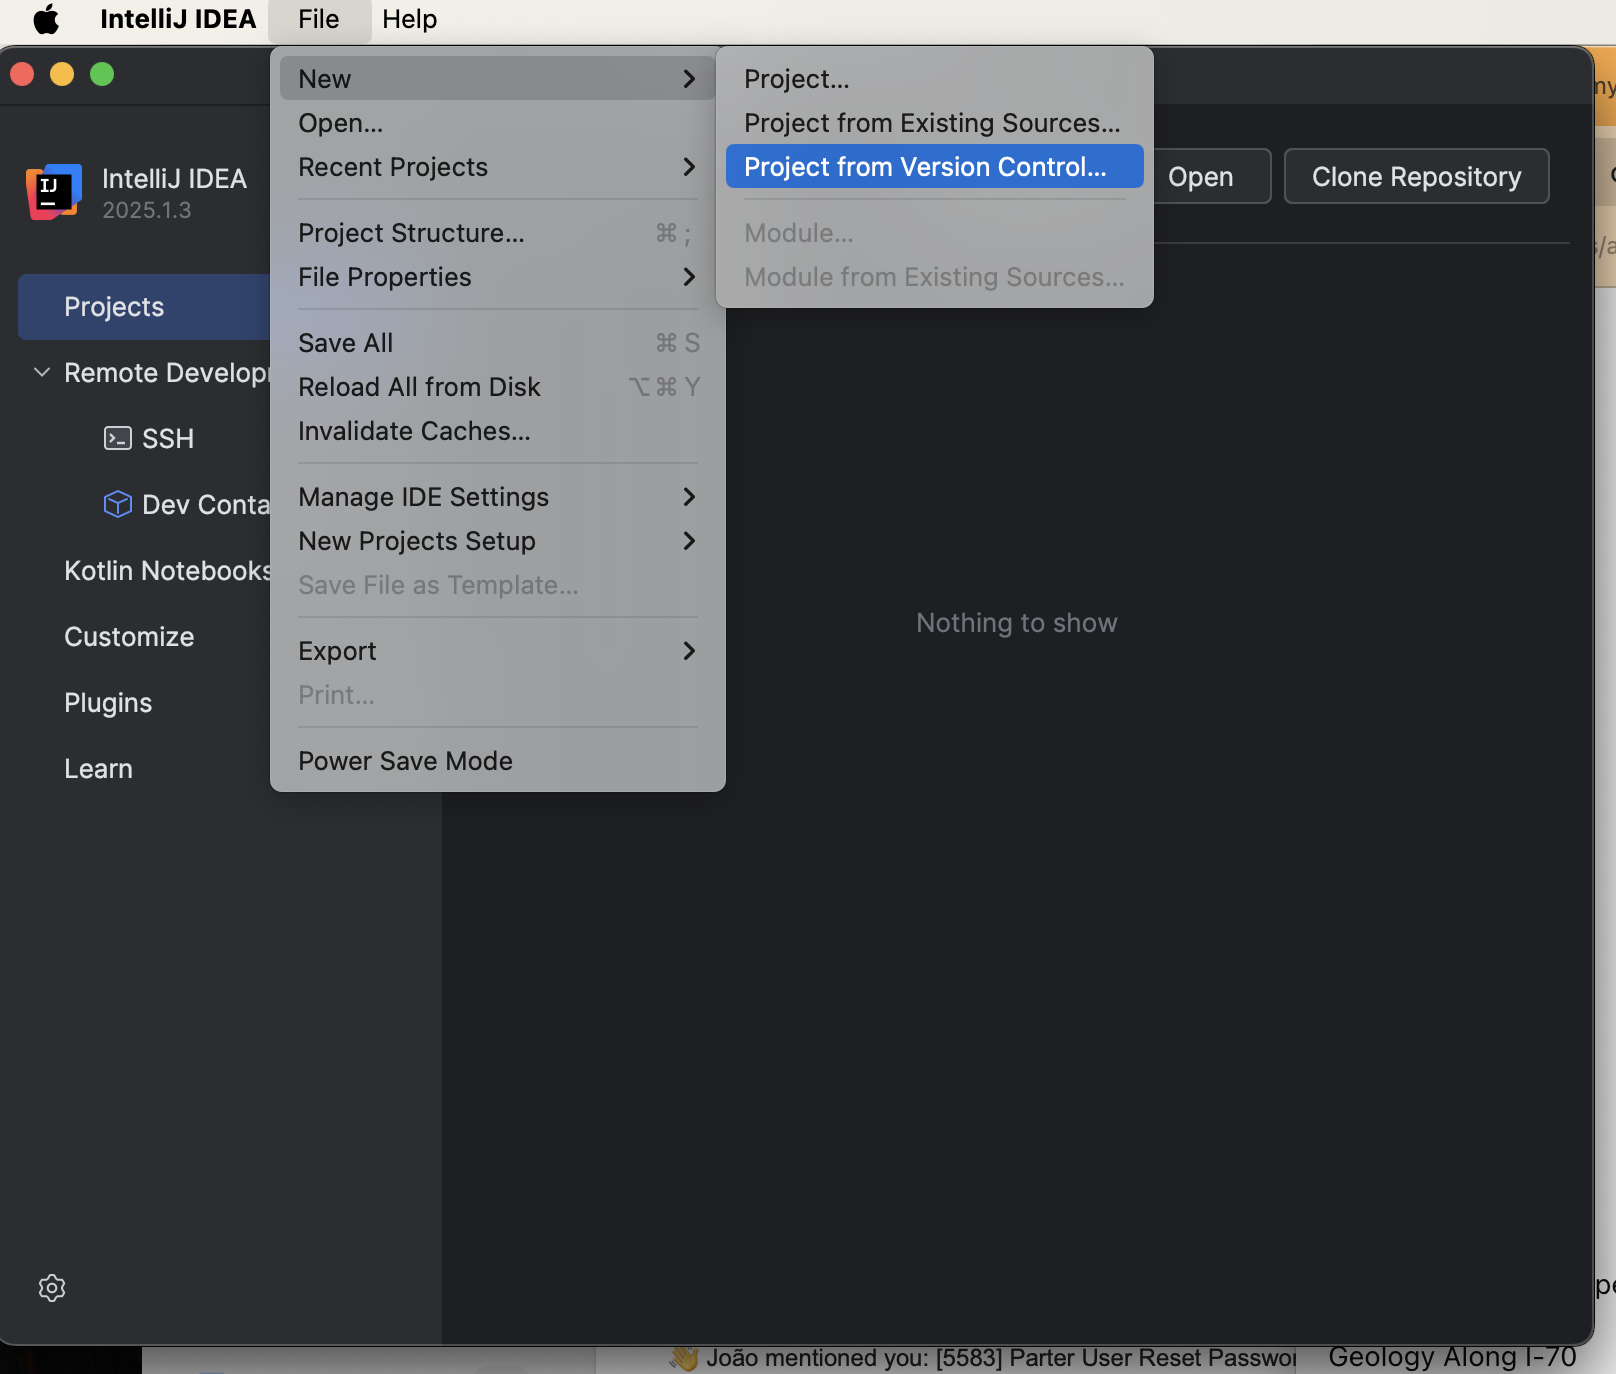 IntelliJ IDEA File Help
New
Open...
Recent Projects
Project Structure... ⌘ ;
File Properties
Save All ⌘ S
Reload All from Disk ⌥ ⌘ Y
Invalidate Caches...
Manage IDE Settings
New Projects Setup
Save File as Template...
Export
Print...
Power Save Mode
Project...
Project from Existing Sources...
Project from Version Control...
Module...
Module from Existing Sources...
Open
Clone Repository
IJ
IntelliJ IDEA
2025.1.3
Projects
Remote Develop
SSH
Dev Conta
Kotlin Notebooks
Customize
Plugins
Learn
Nothing to show
my
s/a
pe
👋 João mentioned you: [5583] Parter User Reset Passwo
Geology Along I-70